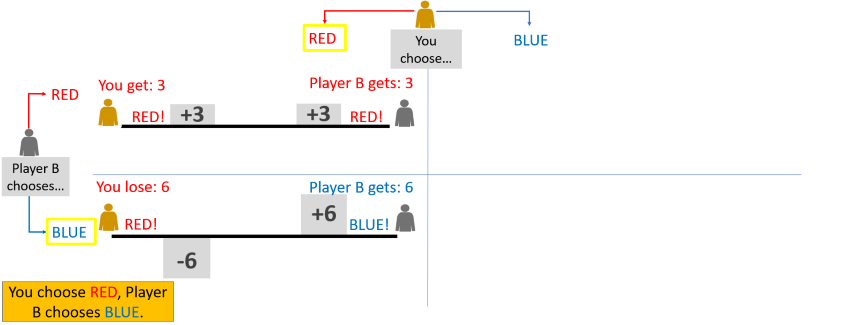 RED
You
choose...
BLUE
You get: 3
Player B gets: 3
RED
RED!
+3
+3
RED!
Player B
chooses...
You lose: 6
Player B gets: 6
BLUE
RED!
+6
BLUE!
-6
You choose RED, Player
B chooses BLUE.